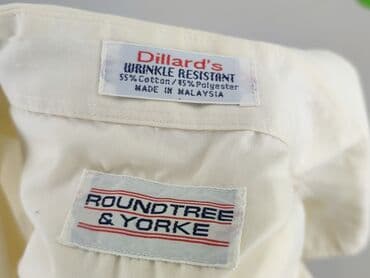 Dillard's
WRINKLE RESISTANT
55% Cotton/45% Polyester
MADE IN MALAYSIA
ROUNDTREE
& YORKE